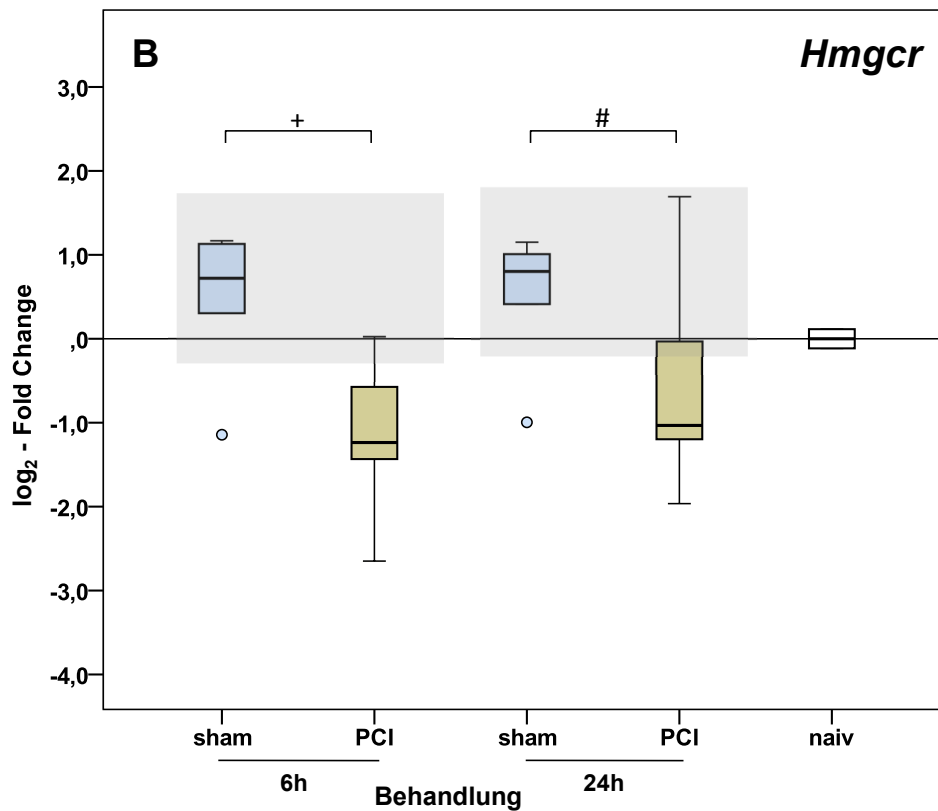 B
Hmgcr
3,0
+
#
2,0
1,0
,0
-1,0
-2,0
-3,0
-4,0
log₂ - Fold Change
sham PCI sham PCI naiv
6h 24h
Behandlung